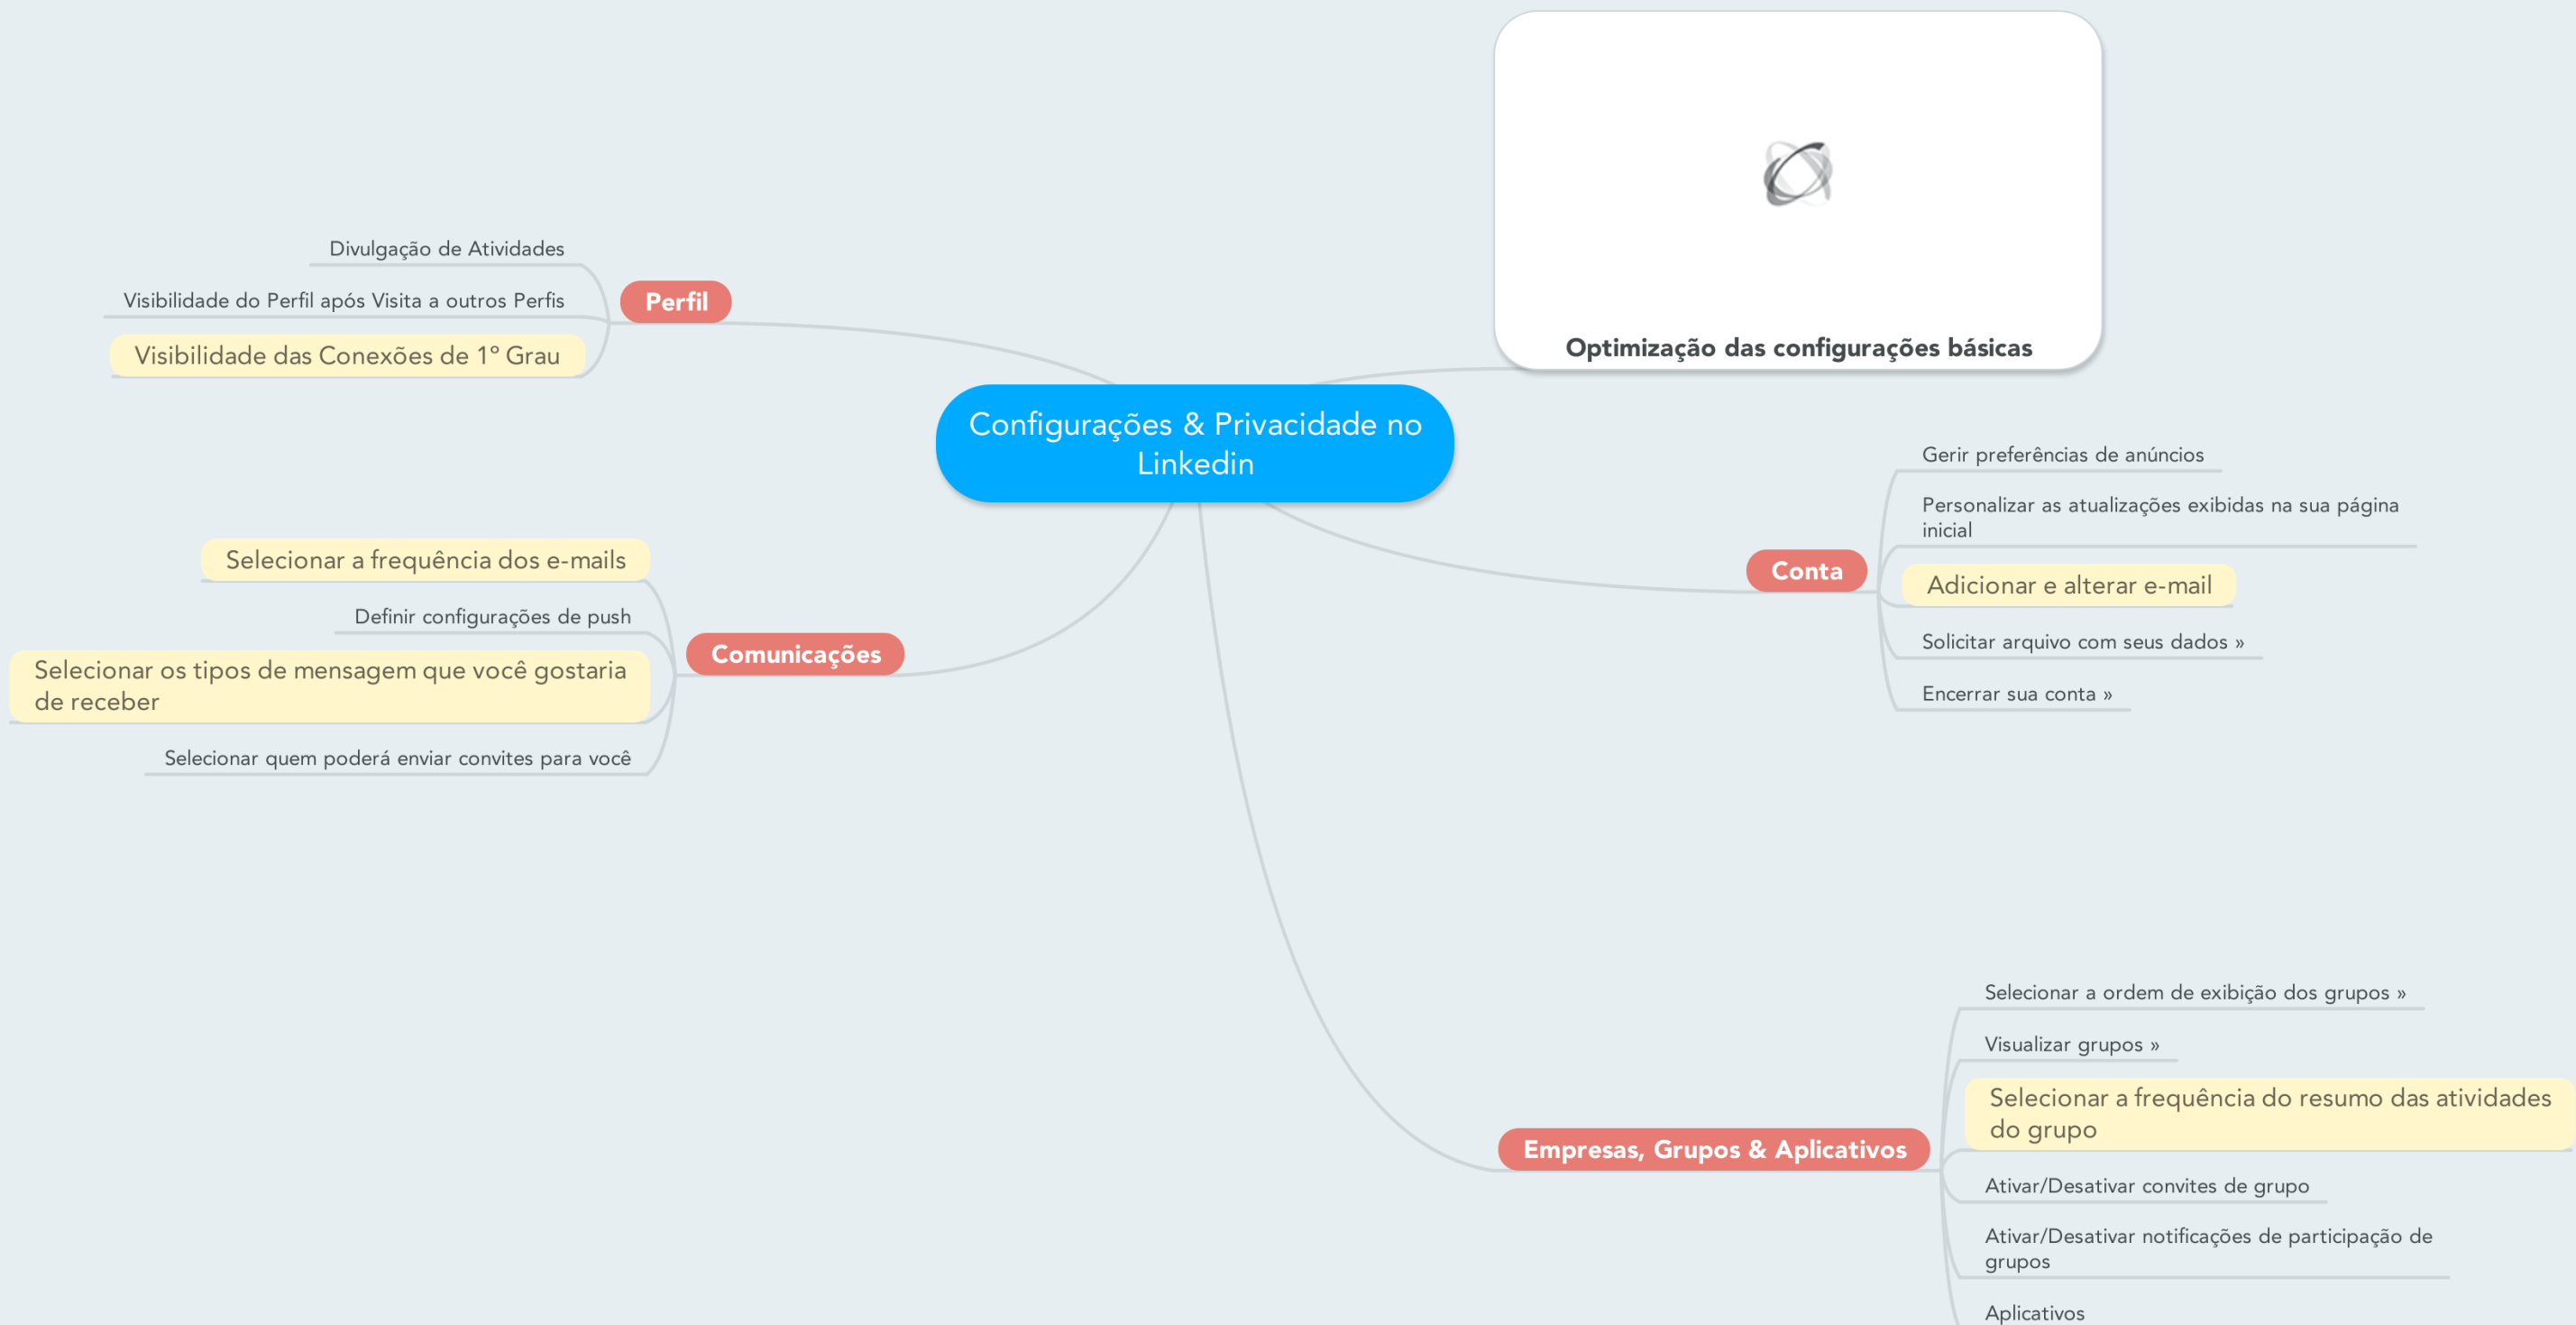 Configurações & Privacidade no
Linkedin
Optimização das configurações básicas
Perfil
Divulgação de Atividades
Visibilidade do Perfil após Visita a outros Perfis
Visibilidade das Conexões de 1º Grau
Comunicações
Selecionar a frequência dos e-mails
Definir configurações de push
Selecionar os tipos de mensagem que você gostaria
de receber
Selecionar quem poderá enviar convites para você
Conta
Gerir preferências de anúncios
Personalizar as atualizações exibidas na sua página
inicial
Adicionar e alterar e-mail
Solicitar arquivo com seus dados »
Encerrar sua conta »
Empresas, Grupos & Aplicativos
Selecionar a ordem de exibição dos grupos »
Visualizar grupos »
Selecionar a frequência do resumo das atividades
do grupo
Ativar/Desativar convites de grupo
Ativar/Desativar notificações de participação de
grupos
Aplicativos